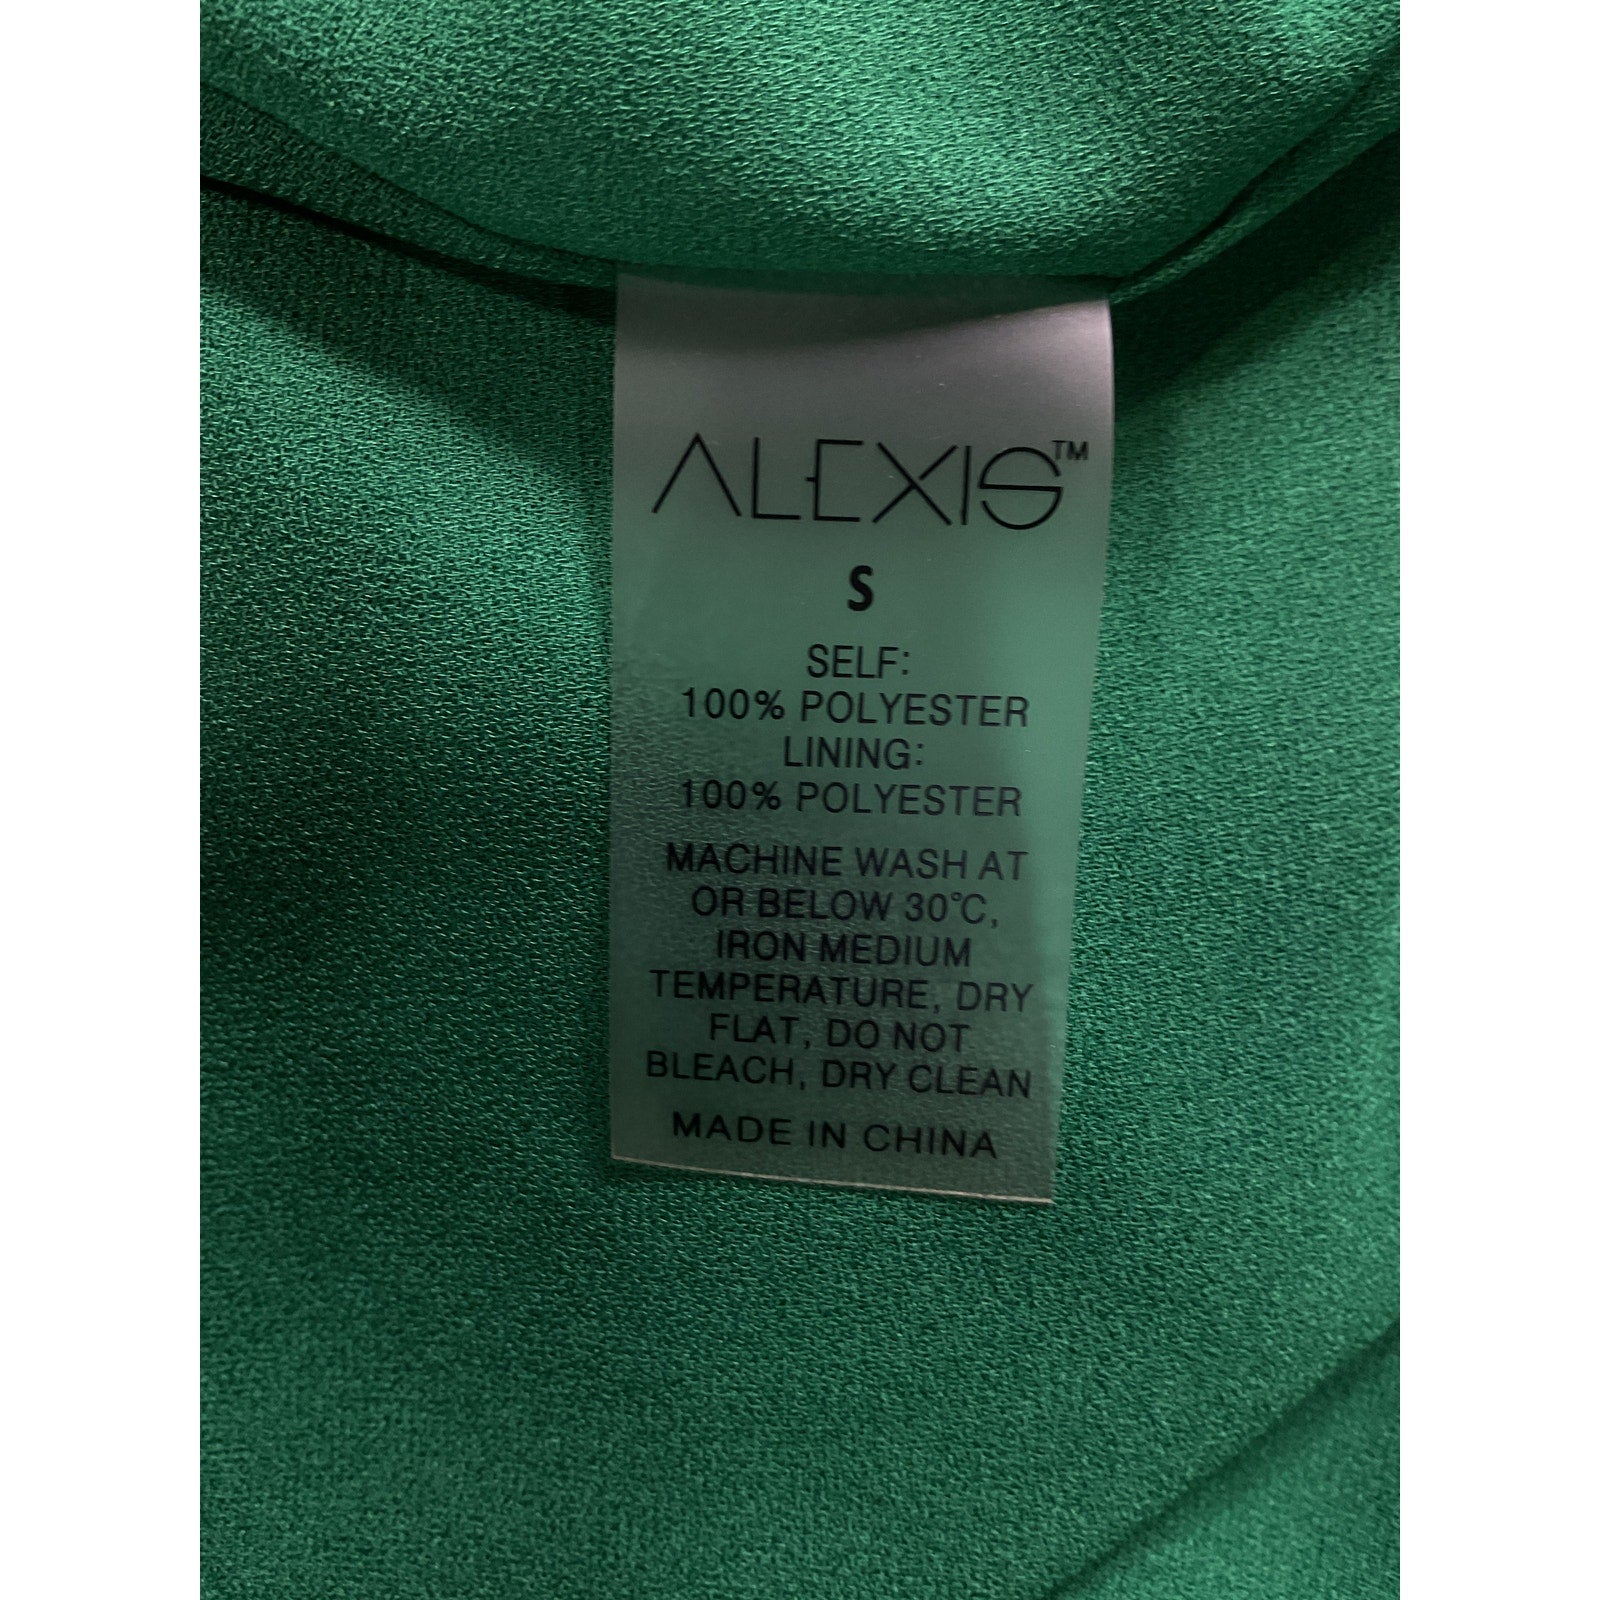 ALEXIS™
S
SELF:
100% POLYESTER
LINING:
100% POLYESTER
MACHINE WASH AT
OR BELOW 30°C,
IRON MEDIUM
TEMPERATURE, DRY
FLAT, DO NOT
BLEACH, DRY CLEAN
MADE IN CHINA